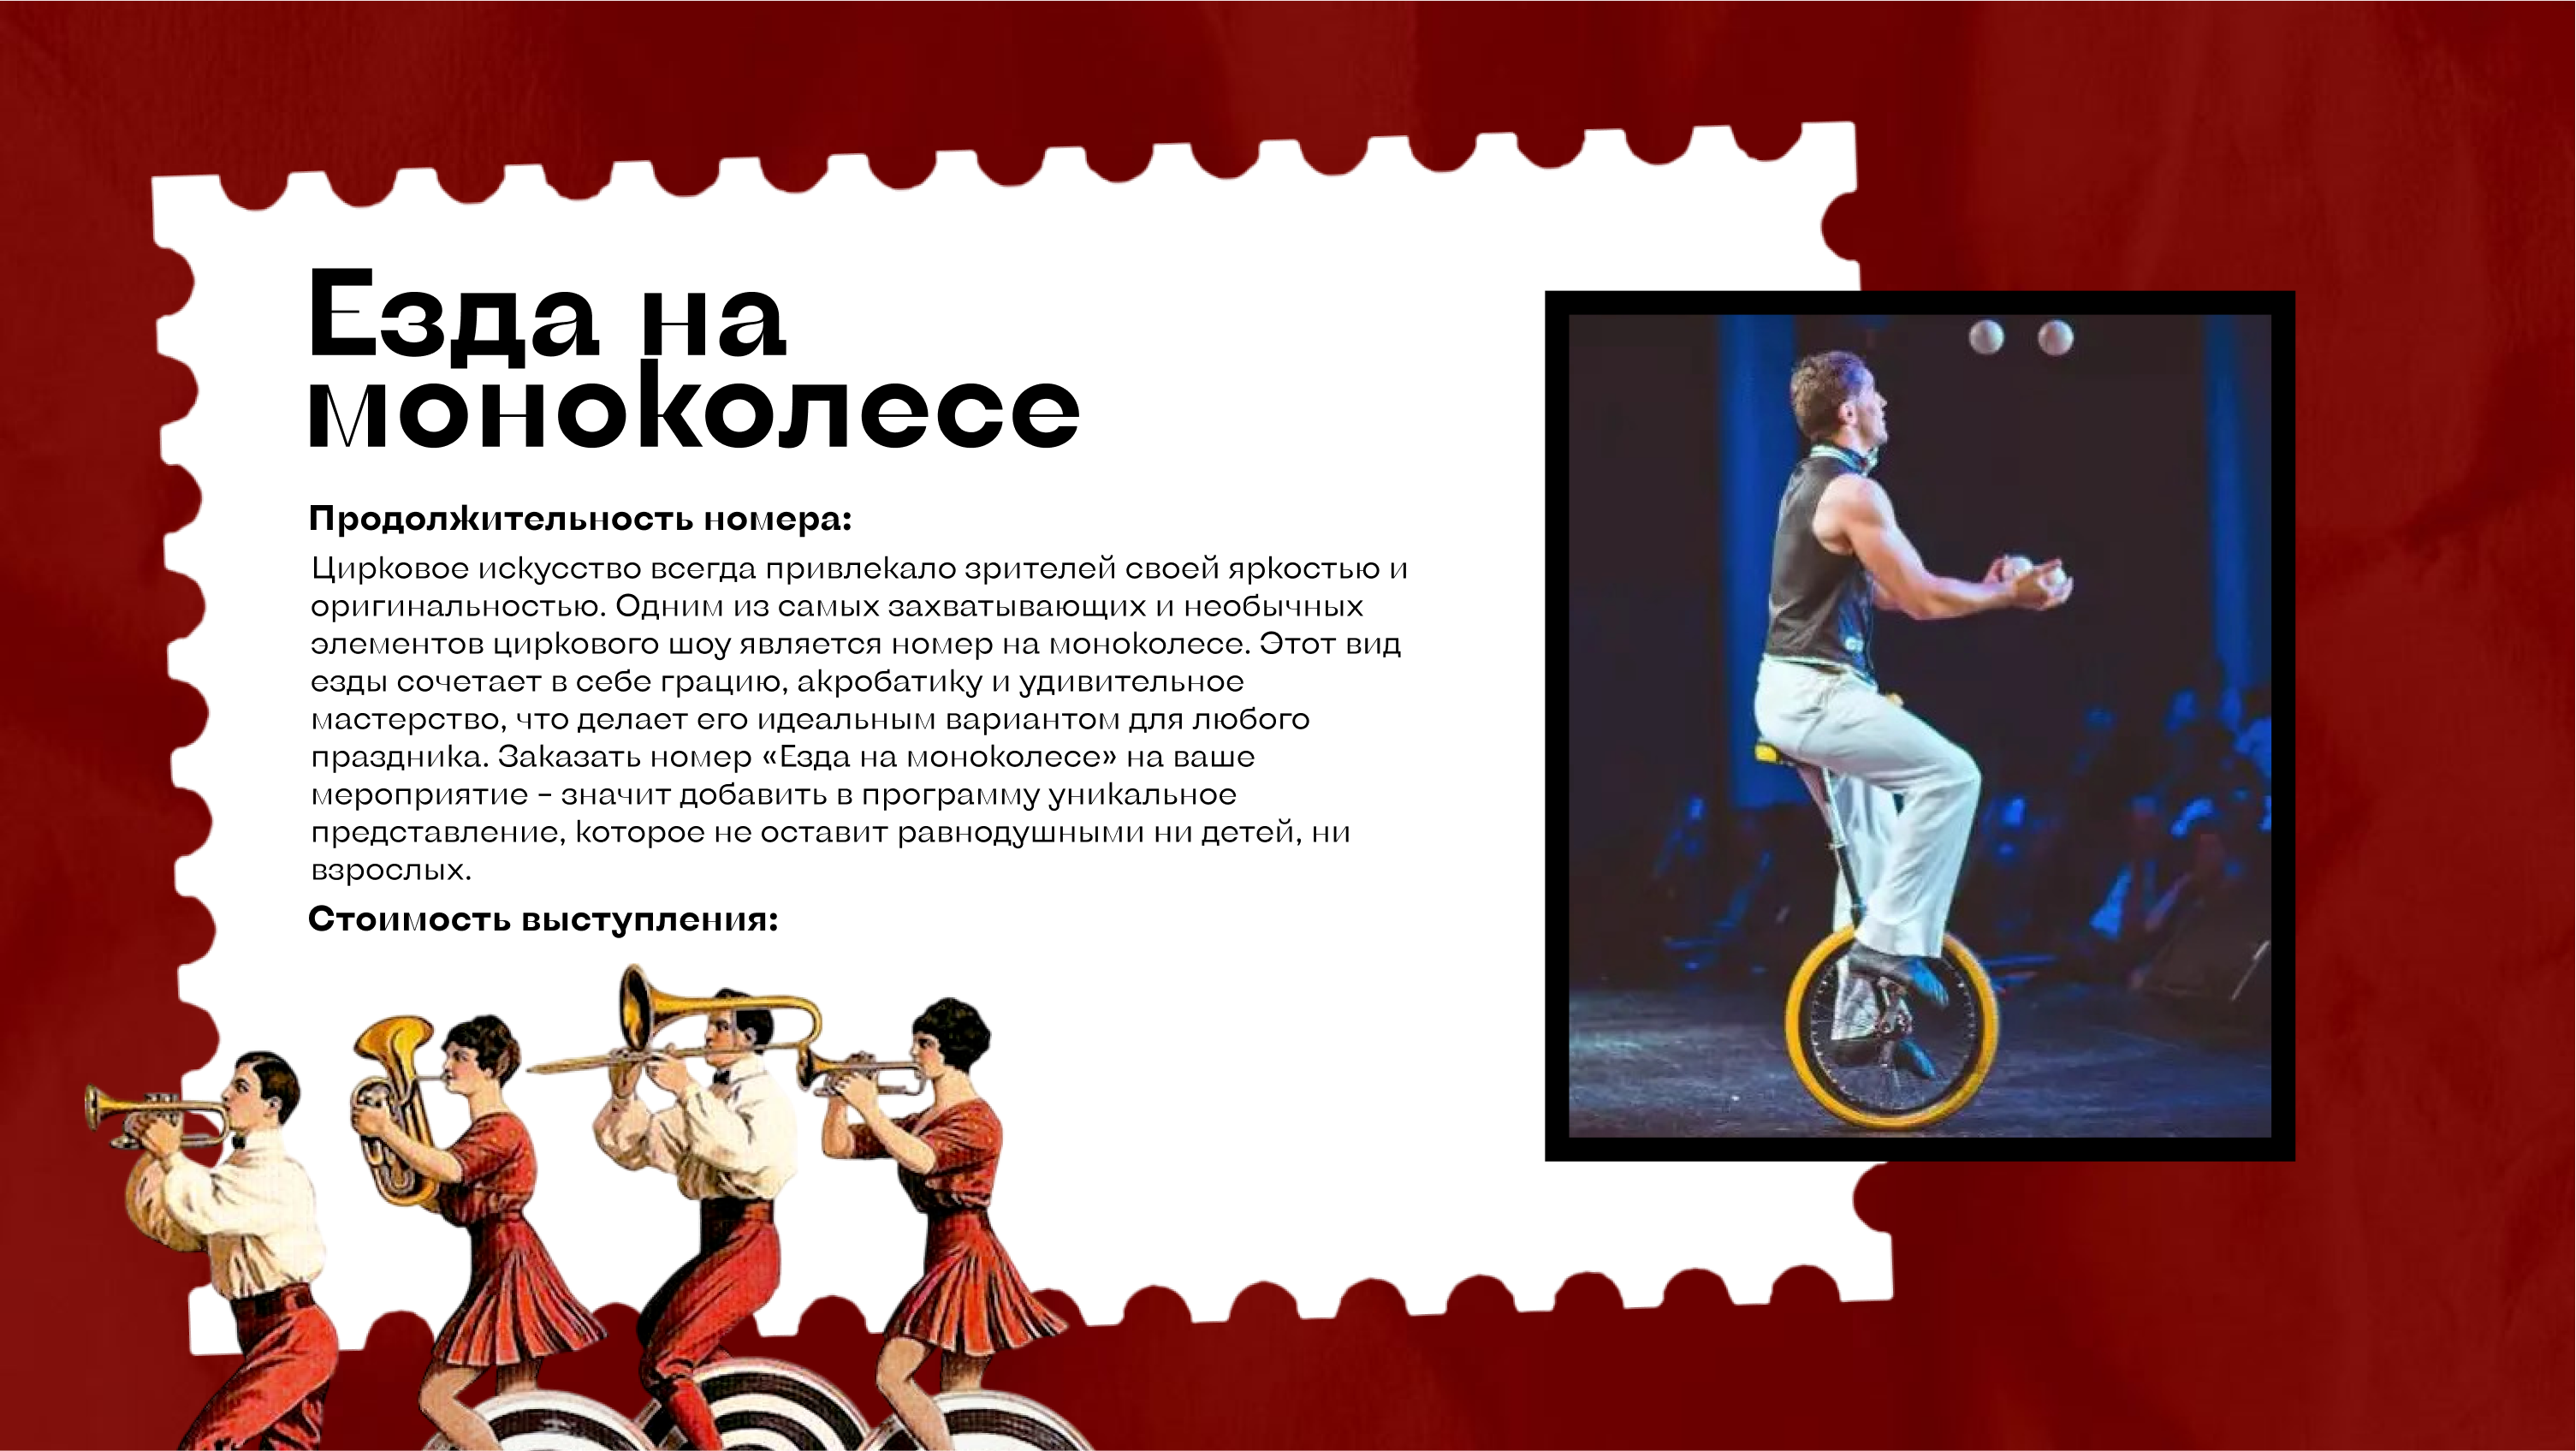 Езда на
моноколесе
Продолжительность номера:
Цирковое искусство всегда привлекало зрителей своей яркостью и
оригинальностью. Одним из самых захватывающих и необычных
элементов циркового шоу является номер на моноколесе. Этот вид
езды сочетает в себе грацию, акробатику и удивительное
мастерство, что делает его идеальным вариантом для любого
праздника. Заказать номер «Езда на моноколесе» на ваше
мероприятие – значит добавить в программу уникальное
представление, которое не оставит равнодушными ни детей, ни
взрослых.
Стоимость выступления: